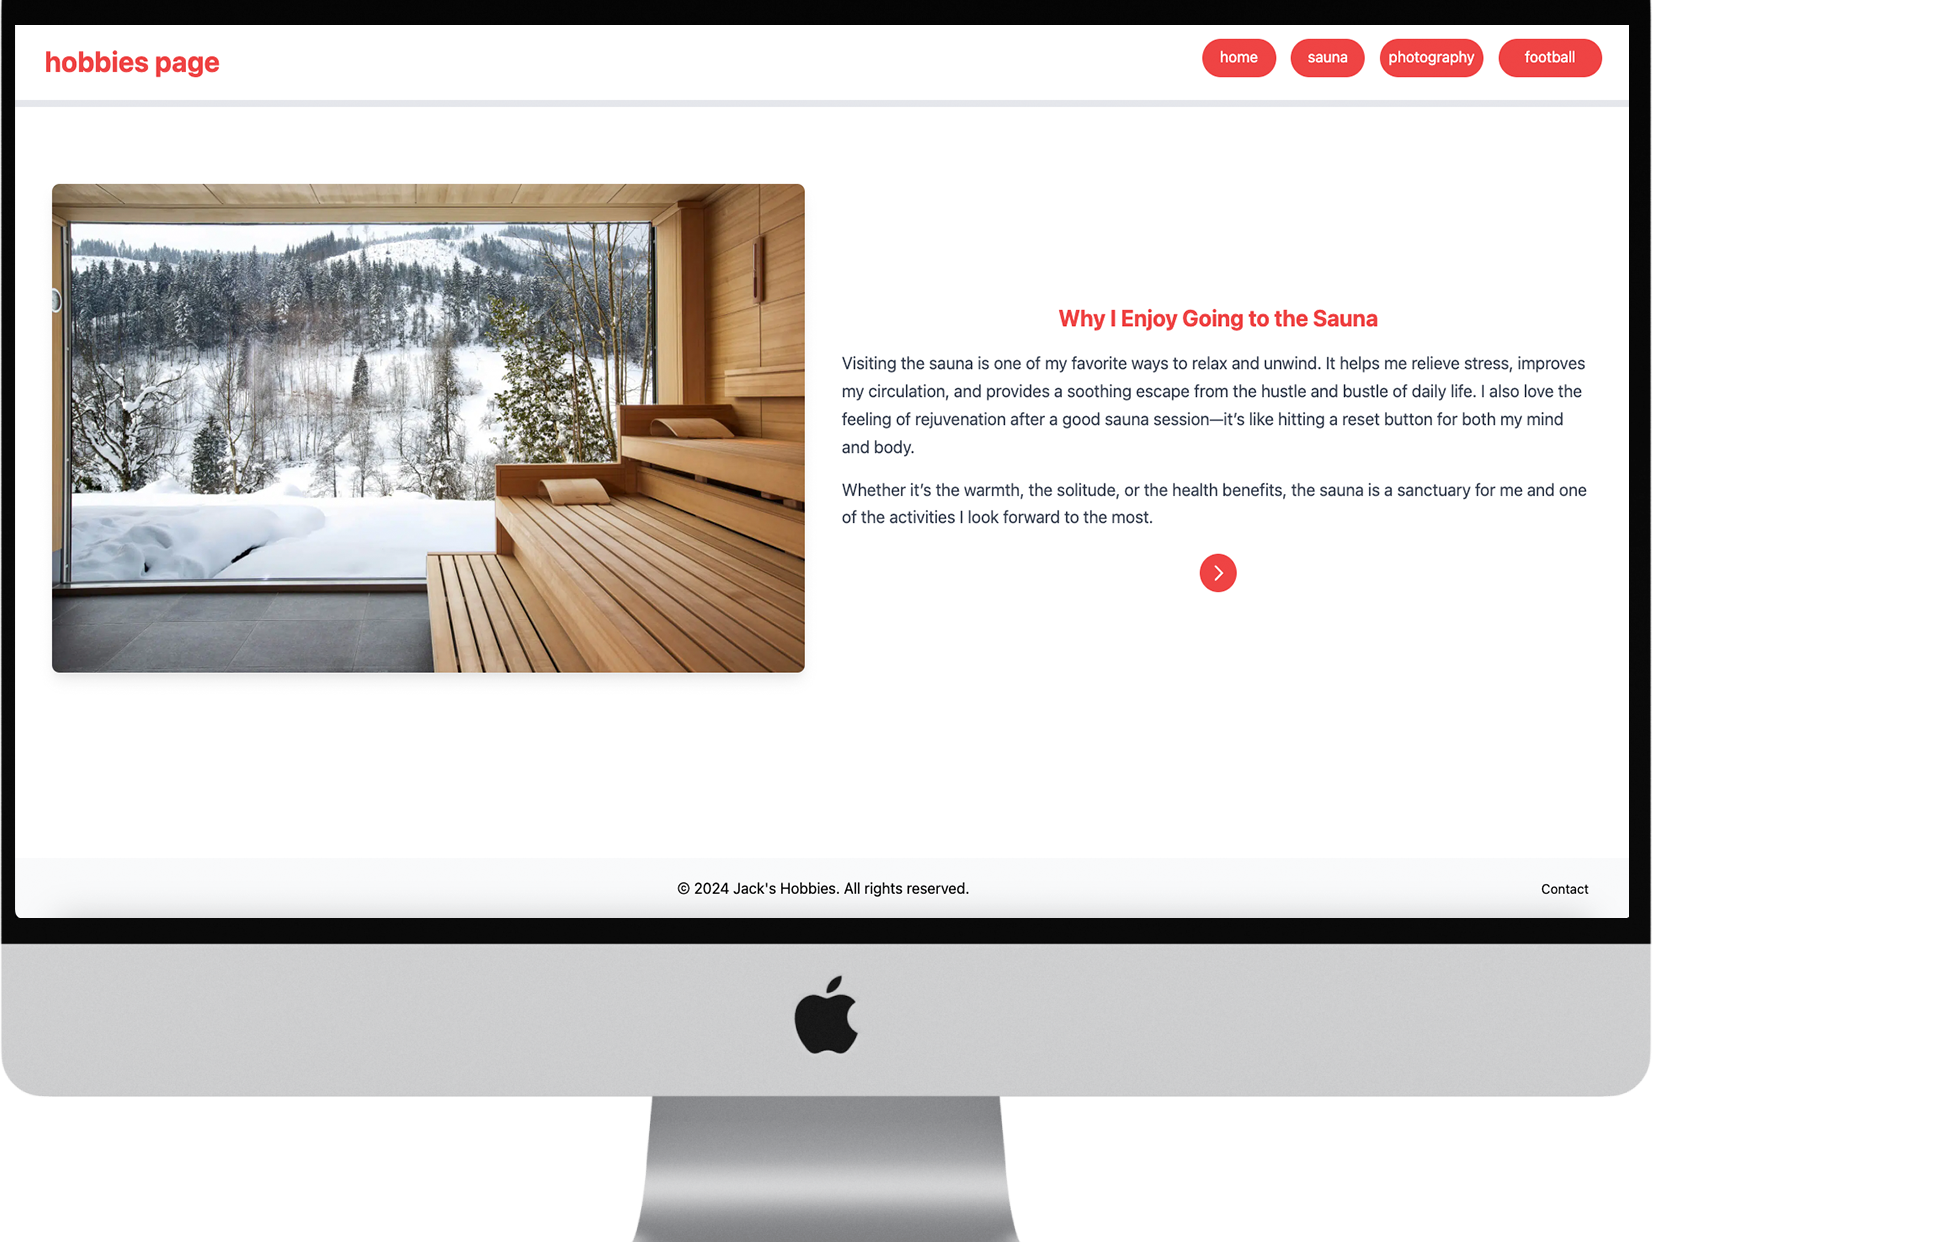 hobbies page
home sauna photography football
Why I Enjoy Going to the Sauna
Visiting the sauna is one of my favorite ways to relax and unwind. It helps me relieve stress, improves
my circulation, and provides a soothing escape from the hustle and bustle of daily life. I also love the
feeling of rejuvenation after a good sauna session—it’s like hitting a reset button for both my mind
and body.
Whether it’s the warmth, the solitude, or the health benefits, the sauna is a sanctuary for me and one
of the activities I look forward to the most.
© 2024 Jack's Hobbies. All rights reserved.
Contact